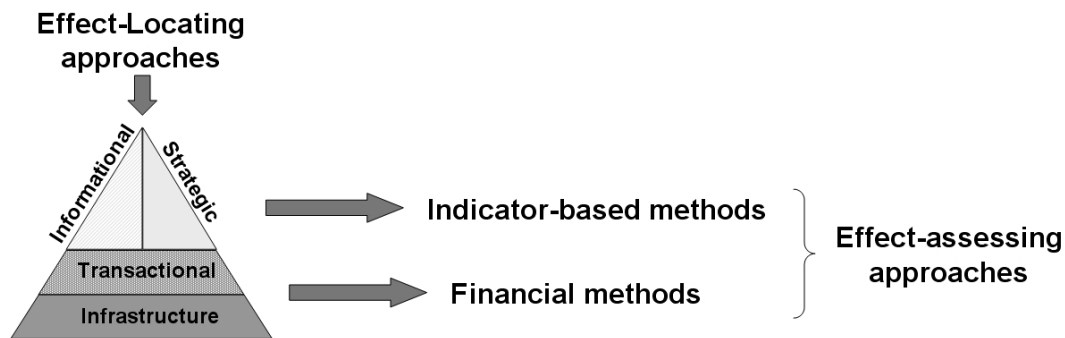 Effect-Locating
approaches
Informational
Strategic
Transactional
Infrastructure
Indicator-based methods
Financial methods
Effect-assessing
approaches